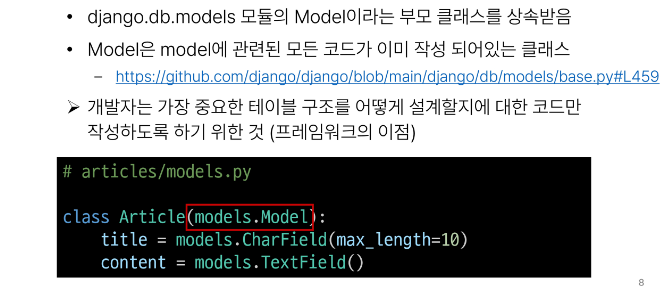 • django.db.models 모듈의 Model이라는 부모 클래스를 상속받음
• Model은 model에 관련된 모든 코드가 이미 작성 되어있는 클래스
– https://github.com/django/django/blob/main/django/db/models/base.py#L459
➢ 개발자는 가장 중요한 테이블 구조를 어떻게 설계할지에 대한 코드만
작성하도록 하기 위한 것 (프레임워크의 이점)
# articles/models.py
class Article(models.Model):
    title = models.CharField(max_length=10)
    content = models.TextField()
8